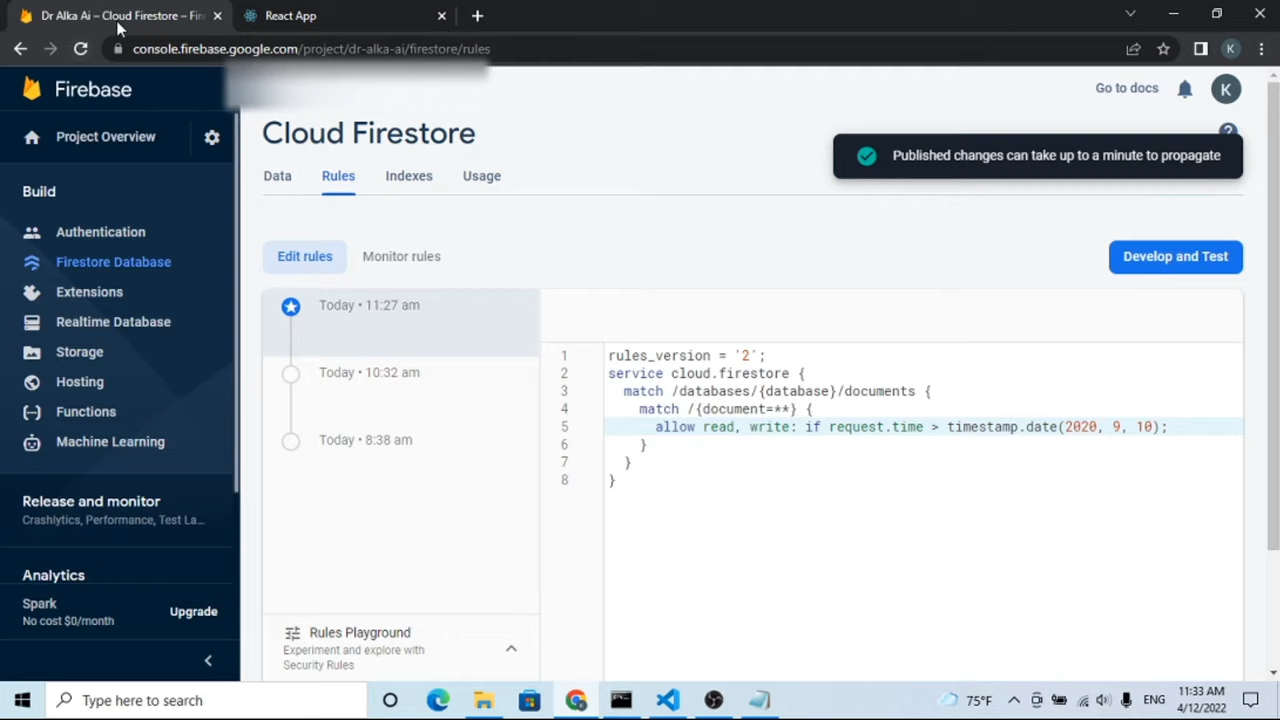 Dr Alka Ai – Cloud Firestore – Fir
React App
console.firebase.google.com/project/dr-alka-ai/firestore/rules
K
Firebase
Go to docs
K
Project Overview
Cloud Firestore
?
Published changes can take up to a minute to propagate
Data
Rules
Indexes
Usage
Build
Authentication
Firestore Database
Extensions
Realtime Database
Storage
Hosting
Functions
Machine Learning
Release and monitor
Crashlytics, Performance, Test La...
Analytics
Spark
No cost $0/month
Upgrade
Edit rules
Monitor rules
Develop and Test
Today • 11:27 am
Today • 10:32 am
Today • 8:38 am
1 rules_version = '2';
2 service cloud.firestore {
3 match /databases/{database}/documents {
4 match /{document=**} {
5 allow read, write: if request.time > timestamp.date(2020, 9, 10);
6 }
7 }
8 }
Rules Playground
Experiment and explore with
Security Rules
Type here to search
75°F
ENG
11:33 AM
4/12/2022